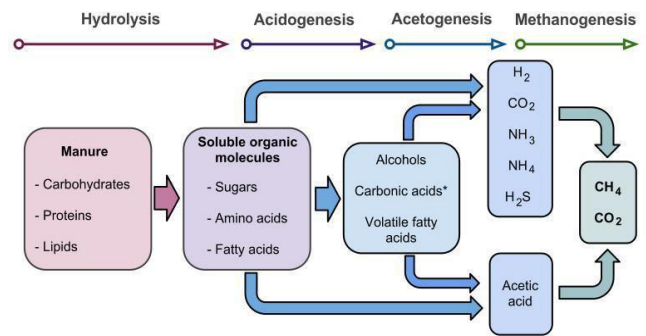 Hydrolysis
Acidogenesis
Acetogenesis
Methanogenesis
Manure
- Carbohydrates
- Proteins
- Lipids
Soluble organic
molecules
- Sugars
- Amino acids
- Fatty acids
Alcohols
Carbonic acids*
Volatile fatty
acids
H₂
CO₂
NH₃
NH₄
H₂S
Acetic
acid
CH₄
CO₂